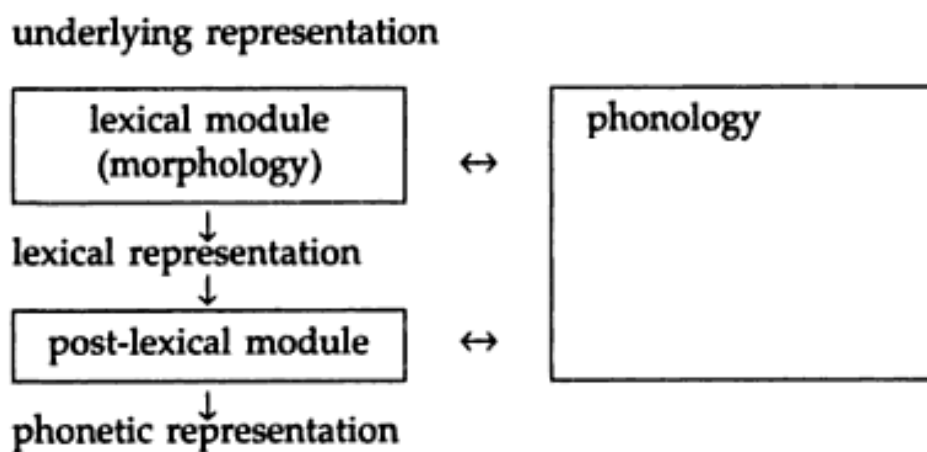 underlying representation
lexical module
(morphology)
↔
phonology
↓
lexical representation
↓
post-lexical module
↔
↓
phonetic representation